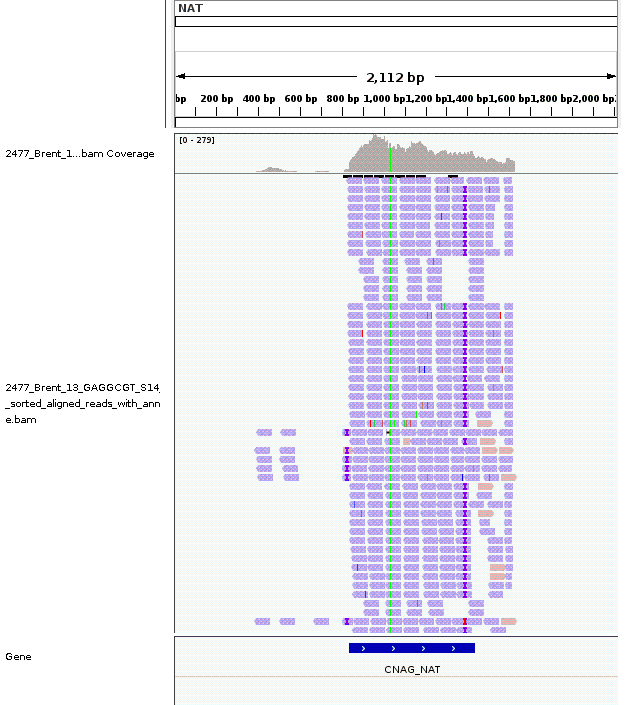 NAT
2,112 bp
bp 200 bp 400 bp 600 bp 800 bp 1,000 bp 1,200 bp 1,400 bp 1,600 bp 1,800 bp 2,000 bp
[0 - 279]
2477_Brent_1...bam Coverage
2477_Brent_13_GAGGCGT_S14_
_sorted_aligned_reads_with_ann
e.bam
Gene
CNAG_NAT